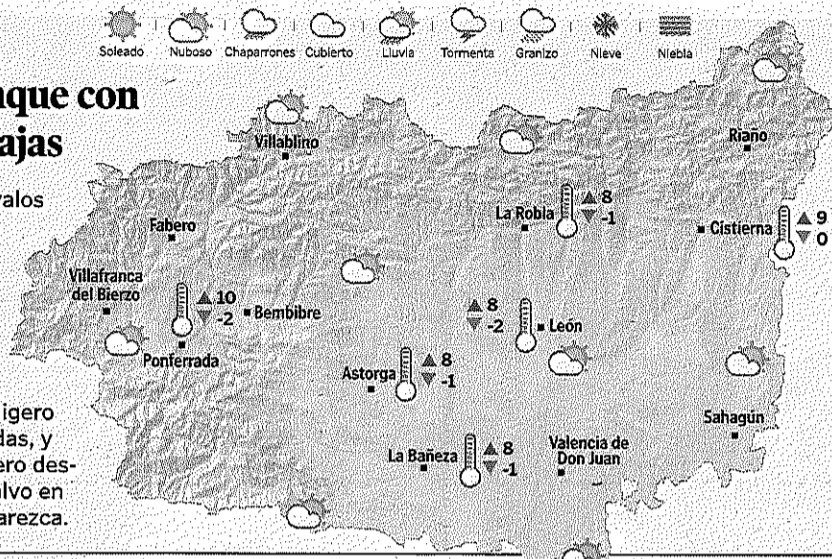 Soleado Nuboso Chaparrones Cubierto Lluvia Tormenta Granizo Nieve Niebla
nque con
ajas
valos
igero
das, y
ero des-
alvo en
arezca.
Villablino
Riaño
Fabero
La Robla
8
-1
Cistierna
9
0
Villafranca
del Bierzo
10
-2
Bembibre
Ponferrada
8
-2
León
Astorga
8
-1
Sahagún
La Bañeza
8
-1
Valencia de
Don Juan